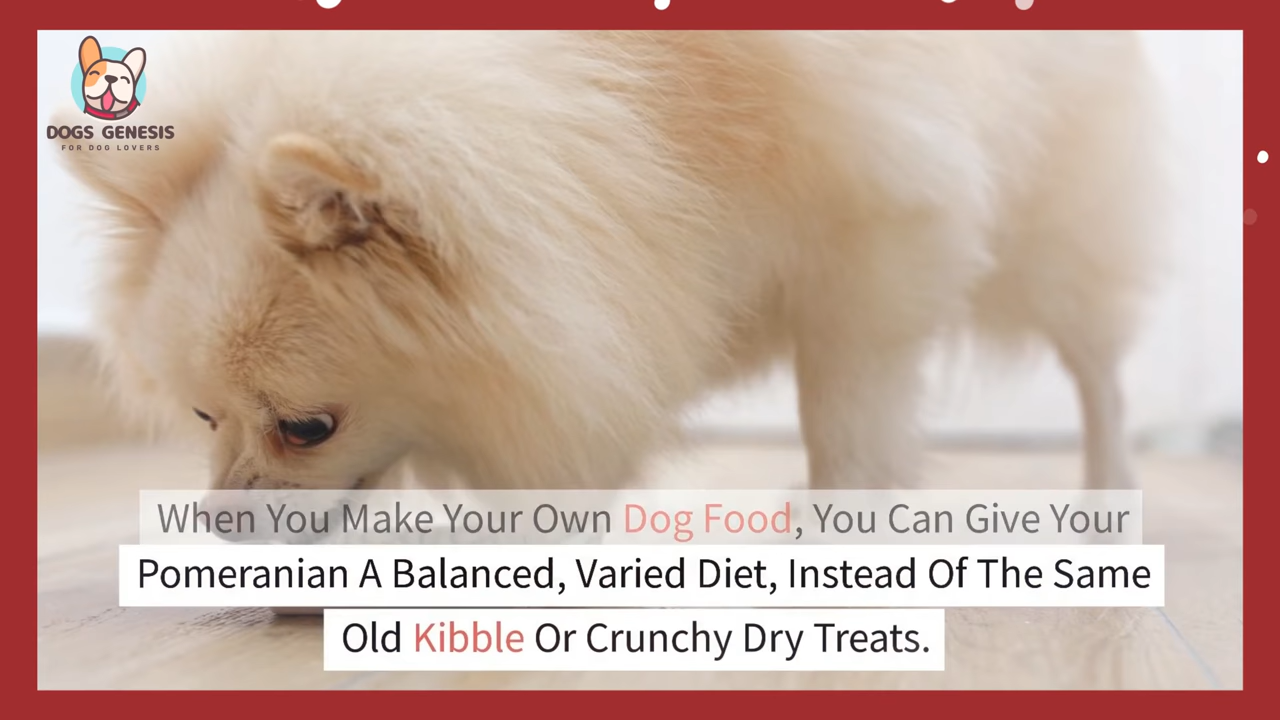 DOGS GENESIS
FOR DOG LOVERS
When You Make Your Own Dog Food, You Can Give Your
Pomeranian A Balanced, Varied Diet, Instead Of The Same
Old Kibble Or Crunchy Dry Treats.